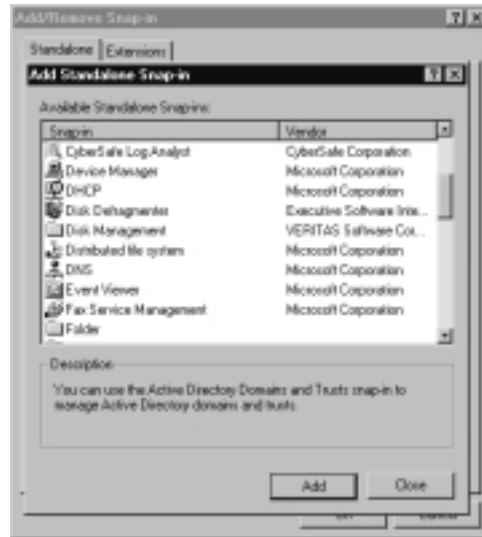 Add/Remove Snap-in
Standalone Extensions
Add Standalone Snap-in
Available Standalone Snap-ins:
Snap-in Vendor
CyberSafe Log Analyst CyberSafe Corporation
Device Manager Microsoft Corporation
DHCP Microsoft Corporation
Disk Defragmenter Executive Software Inte...
Disk Management VERITAS Software Cor...
Distributed file system Microsoft Corporation
DNS Microsoft Corporation
Event Viewer Microsoft Corporation
Fax Service Management Microsoft Corporation
Folder
Description
You can use the Active Directory Domains and Trusts snap-in to
manage Active Directory domains and trusts.
Add Close